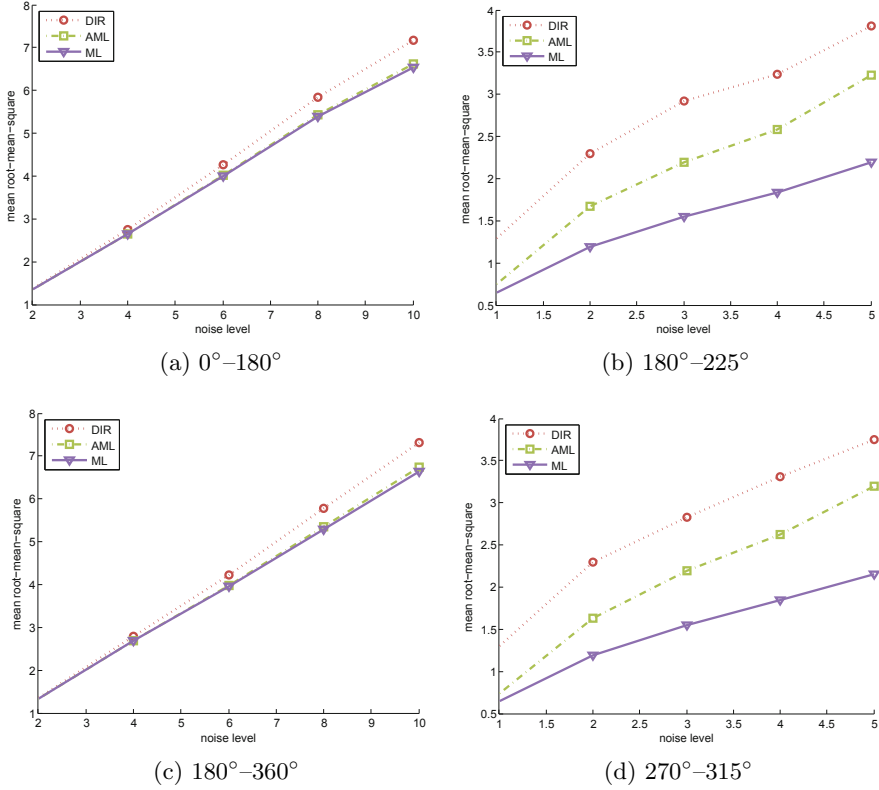 8
7
6
5
4
3
2
1
mean root−mean−square
DIR
AML
ML
2 3 4 5 6 7 8 9 10
noise level
(a) 0°–180°
4
3.5
3
2.5
2
1.5
1
0.5
mean root−mean−square
DIR
AML
ML
1 1.5 2 2.5 3 3.5 4 4.5 5
noise level
(b) 180°–225°
8
7
6
5
4
3
2
1
mean root−mean−square
DIR
AML
ML
2 3 4 5 6 7 8 9 10
noise level
(c) 180°–360°
4
3.5
3
2.5
2
1.5
1
0.5
mean root−mean−square
DIR
AML
ML
1 1.5 2 2.5 3 3.5 4 4.5 5
noise level
(d) 270°–315°